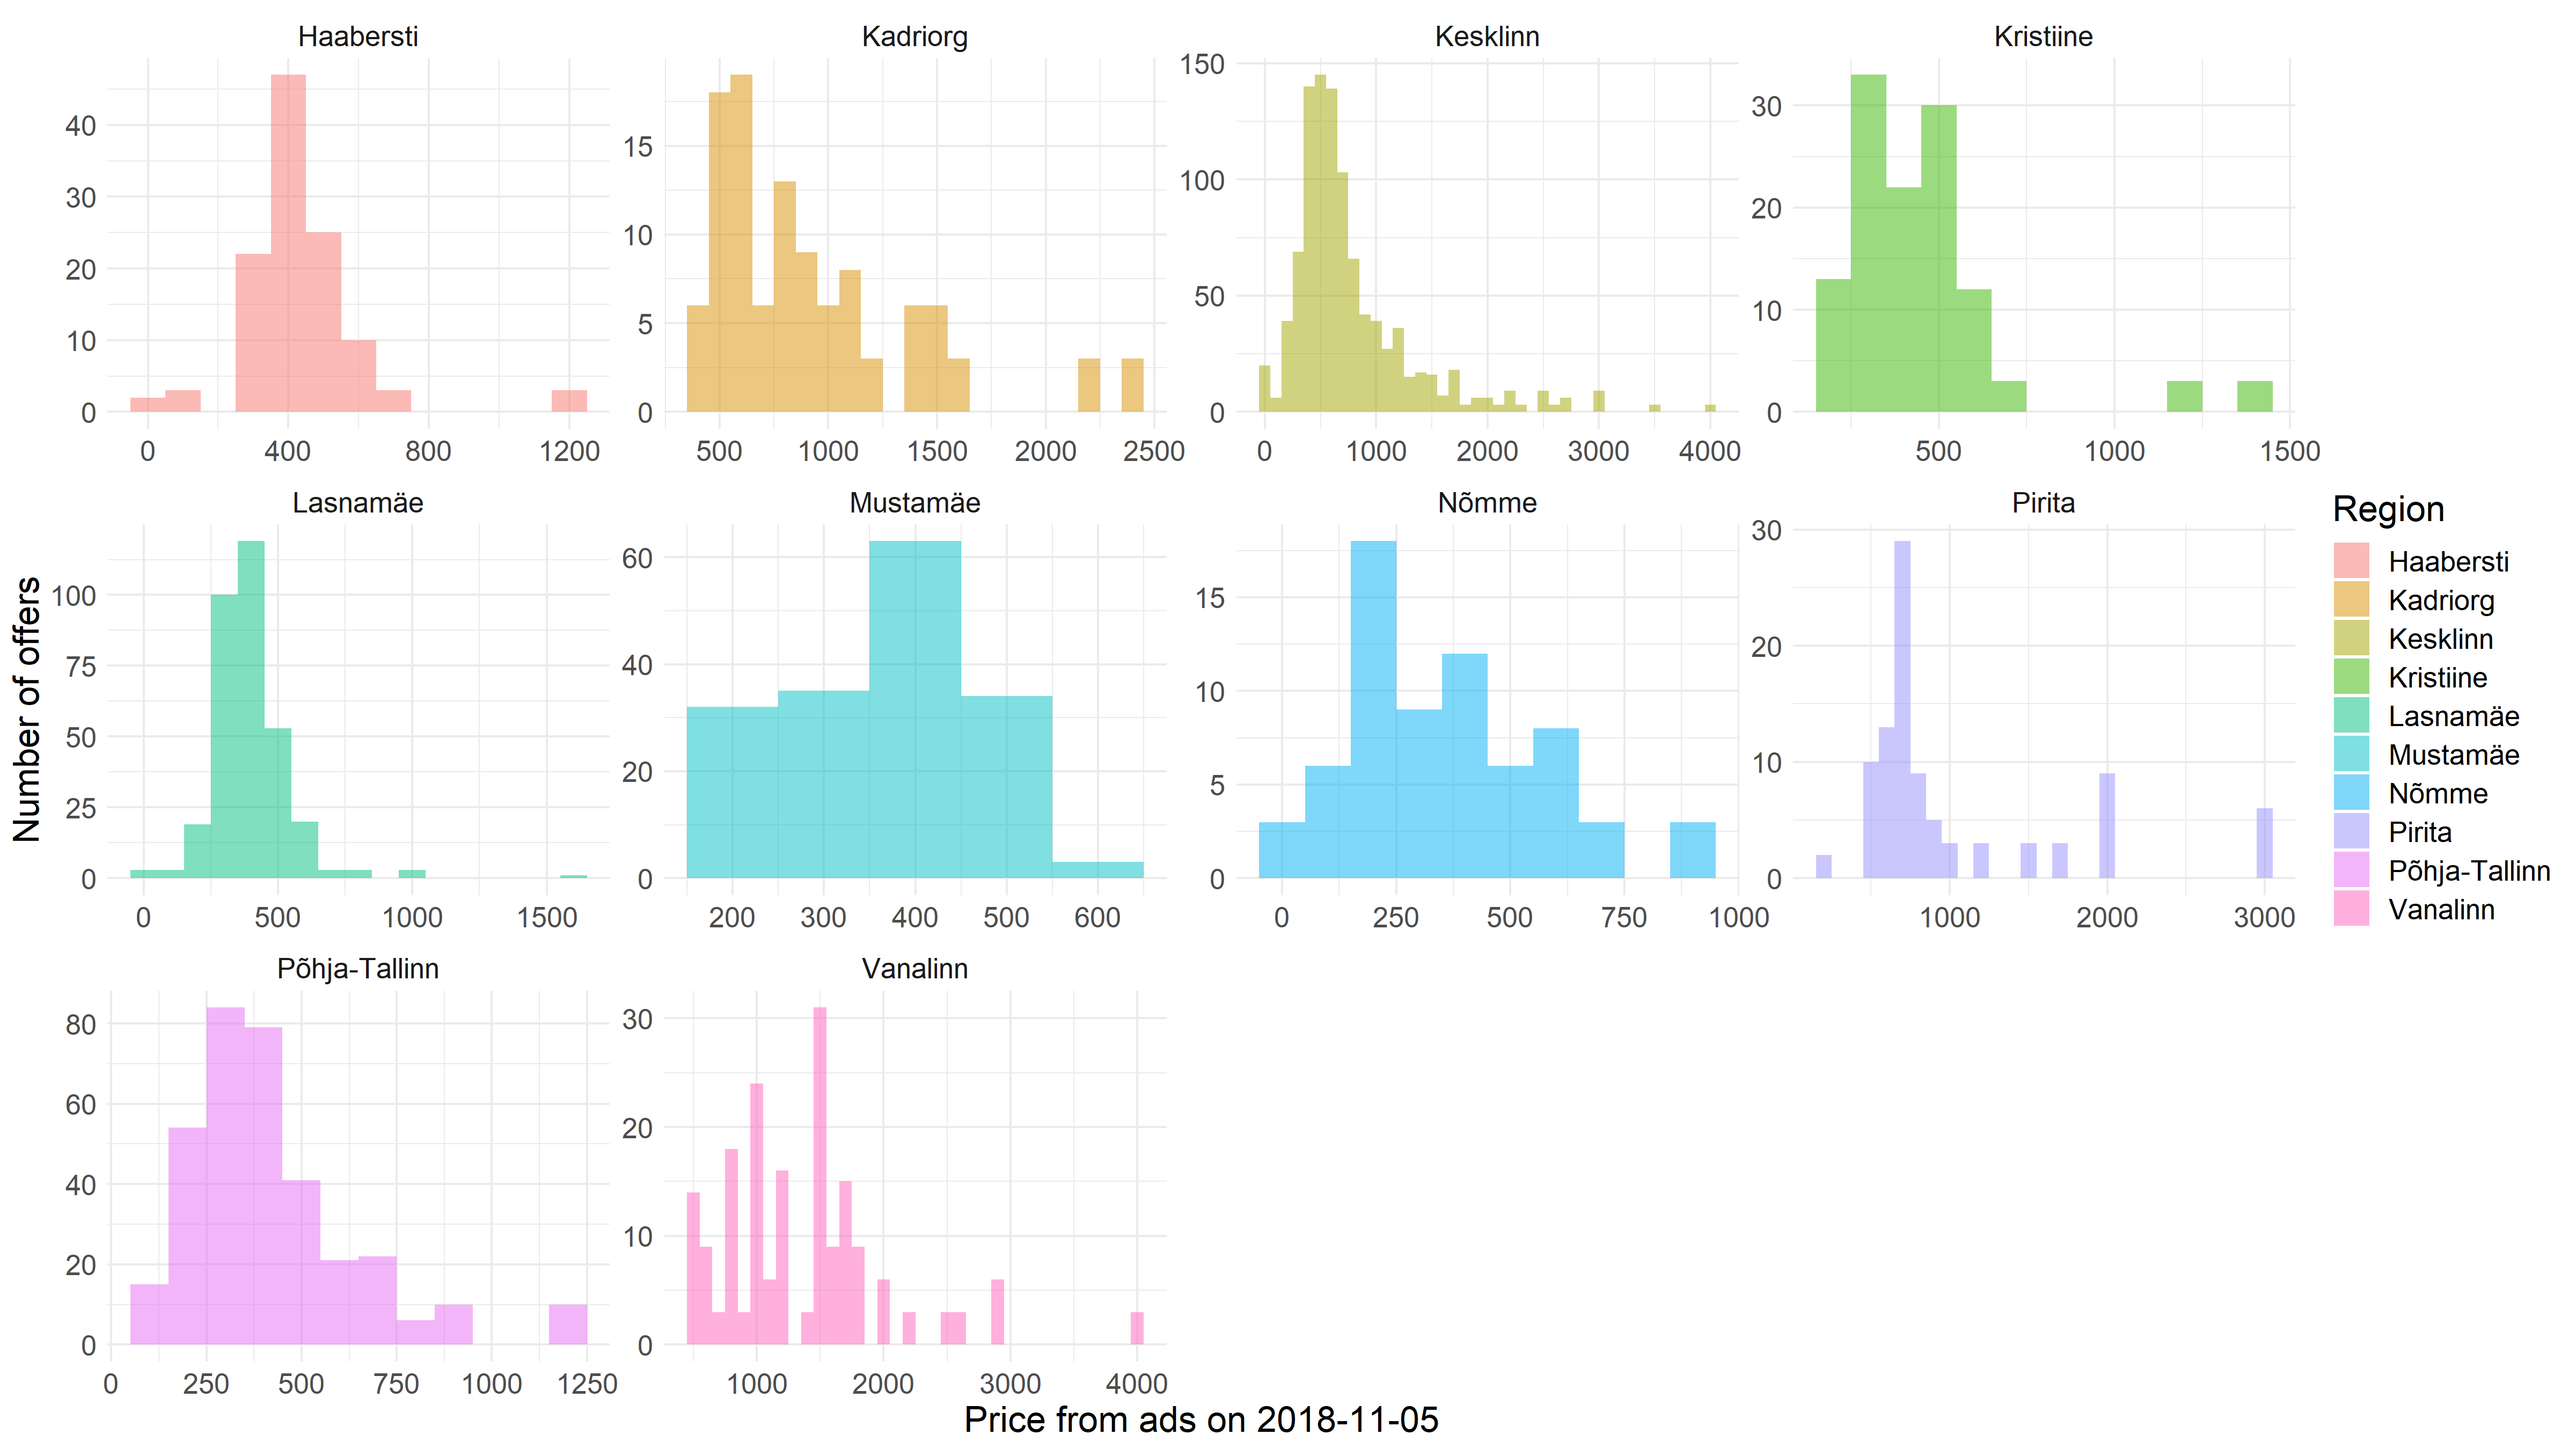 Haabersti Kadriorg Kesklinn Kristiine
40
30
20
10
0
0 400 800 1200
15
10
5
0
500 1000 1500 2000 2500
150
100
50
0
0 1000 2000 3000 4000
30
20
10
0
500 1000 1500
Lasnamäe Mustamäe Nõmme Pirita
100
75
50
25
0
0 500 1000 1500
60
40
20
0
200 300 400 500 600
15
10
5
0
0 250 500 750 1000
30
20
10
0
1000 2000 3000
Põhja-Tallinn Vanalinn
80
60
40
20
0
0 250 500 750 1000 1250
30
20
10
0
1000 2000 3000 4000
Number of offers
Price from ads on 2018-11-05
Region
Haabersti
Kadriorg
Kesklinn
Kristiine
Lasnamäe
Mustamäe
Nõmme
Pirita
Põhja-Tallinn
Vanalinn